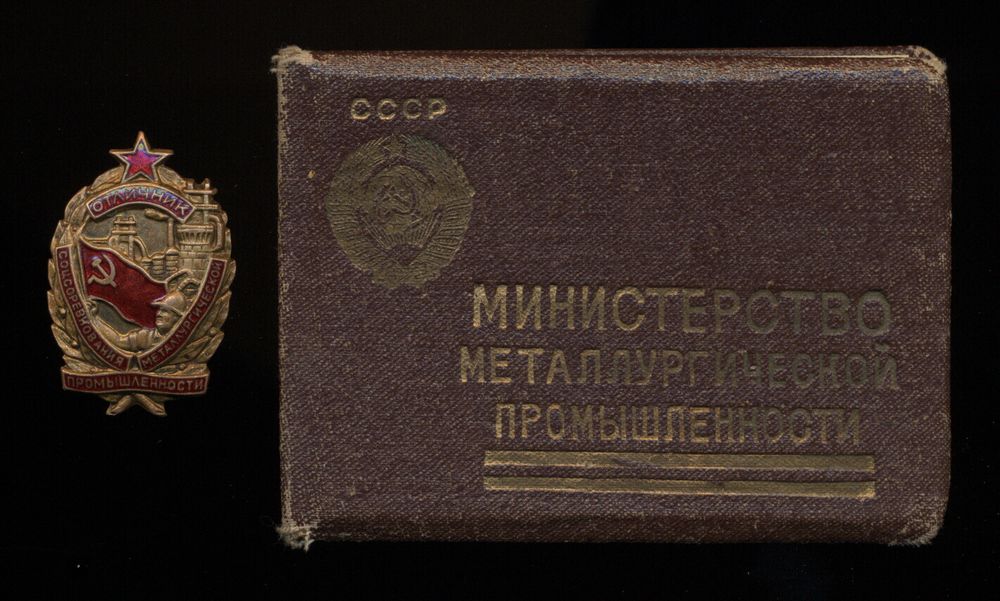 ОТЛИЧНИК
СОЦСОРЕВНОВАНИЯ
МЕТАЛЛУРГИЧЕСКОЙ
ПРОМЫШЛЕННОСТИ
СССР
МИНИСТЕРСТВО
МЕТАЛЛУРГИЧЕСКОЙ
ПРОМЫШЛЕННОСТИ